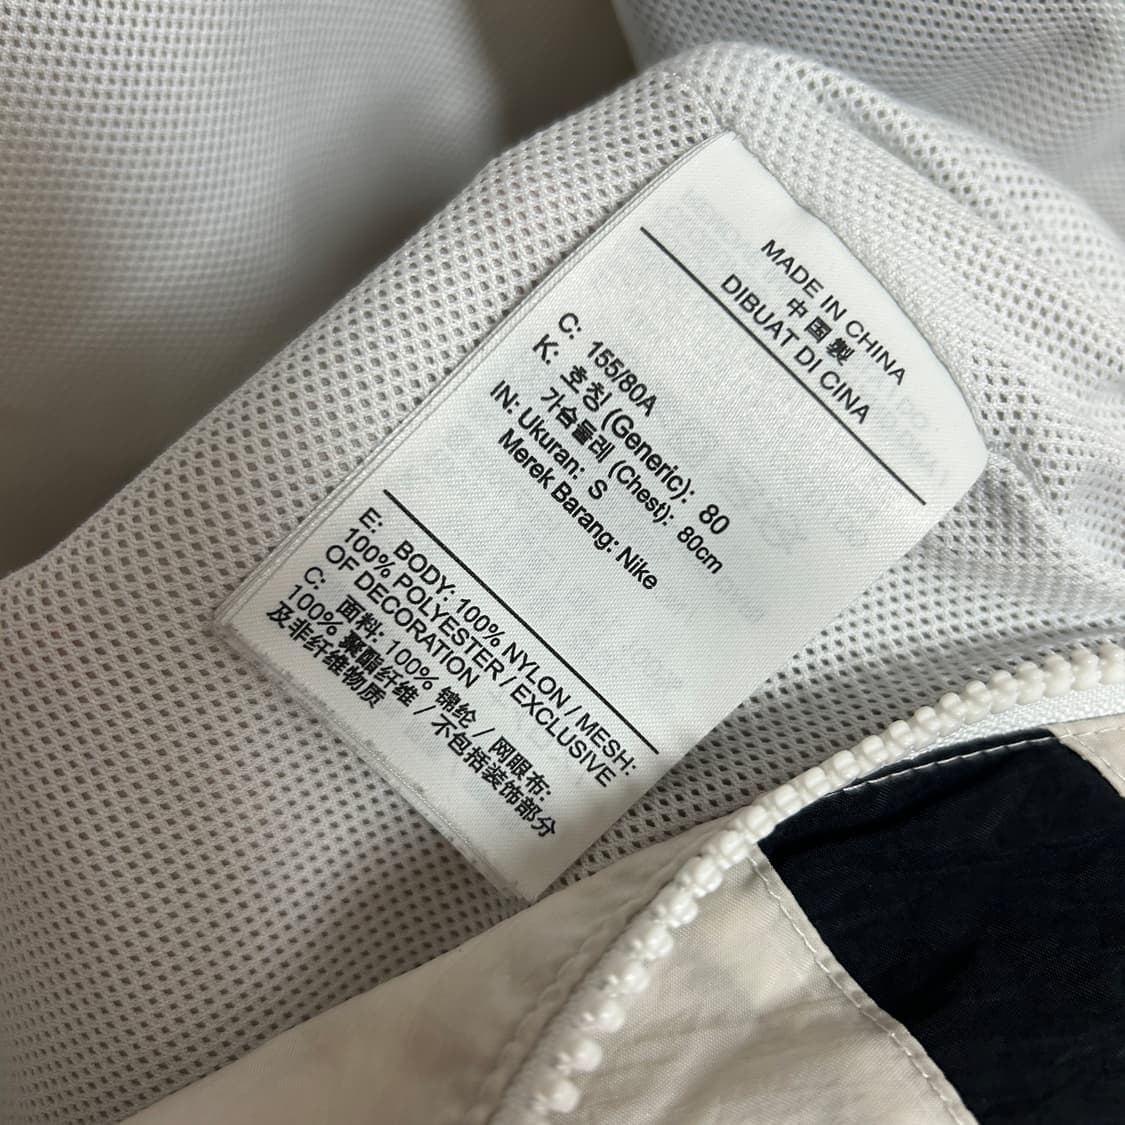 MADE IN CHINA
中国製
DIBUAT DI CINA
C: 155/80A
K: 호칭 (Generic): 80
가슴둘레 (Chest): 80cm
IN: Ukuran: S
Merek Barang: Nike
E: BODY: 100% NYLON / MESH:
100% POLYESTER / EXCLUSIVE
OF DECORATION
C: 面料: 100% 锦纶 / 网眼布:
100% 聚酯纤维 / 不包括装饰部分
及非纤维物质